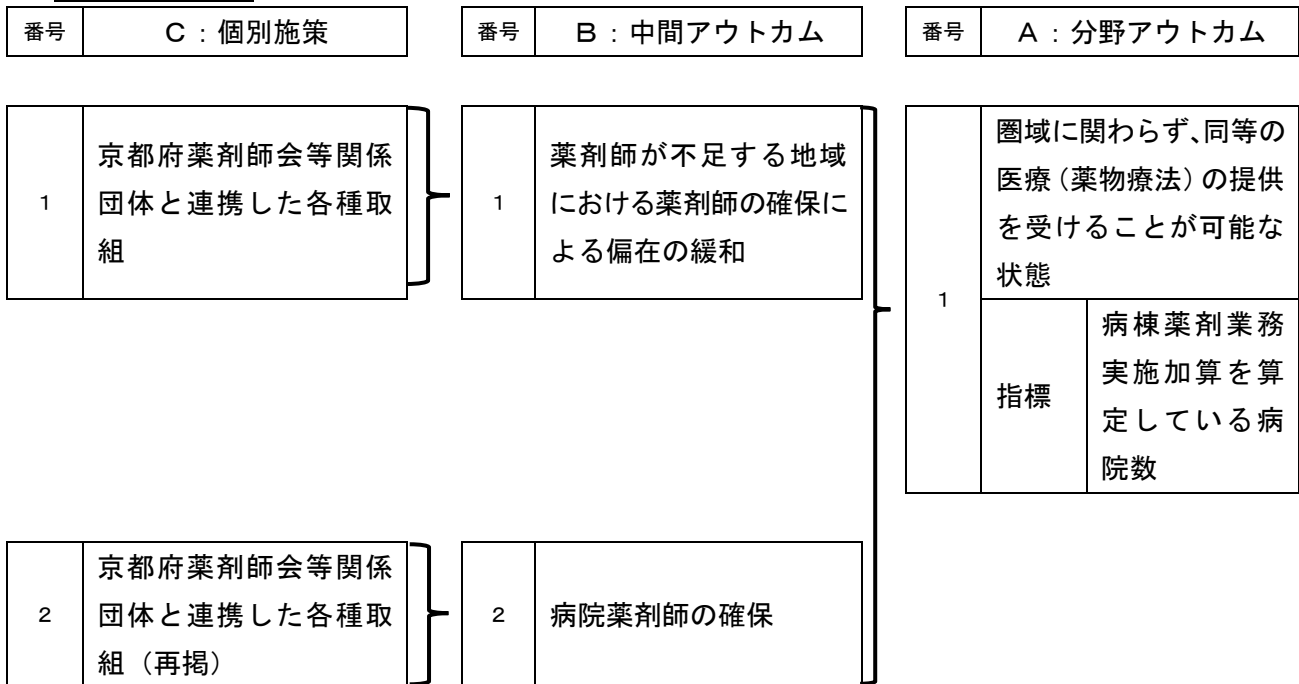 番号 C:個別施策 番号 B:中間アウトカム 番号 A:分野アウトカム
1
京都府薬剤師会等関係
団体と連携した各種取
組
1
薬剤師が不足する地域
における薬剤師の確保に
よる偏在の緩和
1
圏域に関わらず、同等の
医療(薬物療法)の提供
を受けることが可能な
状態
指標
病棟薬剤業務
実施加算を算
定している病
院数
2
京都府薬剤師会等関係
団体と連携した各種取
組(再掲)
2
病院薬剤師の確保